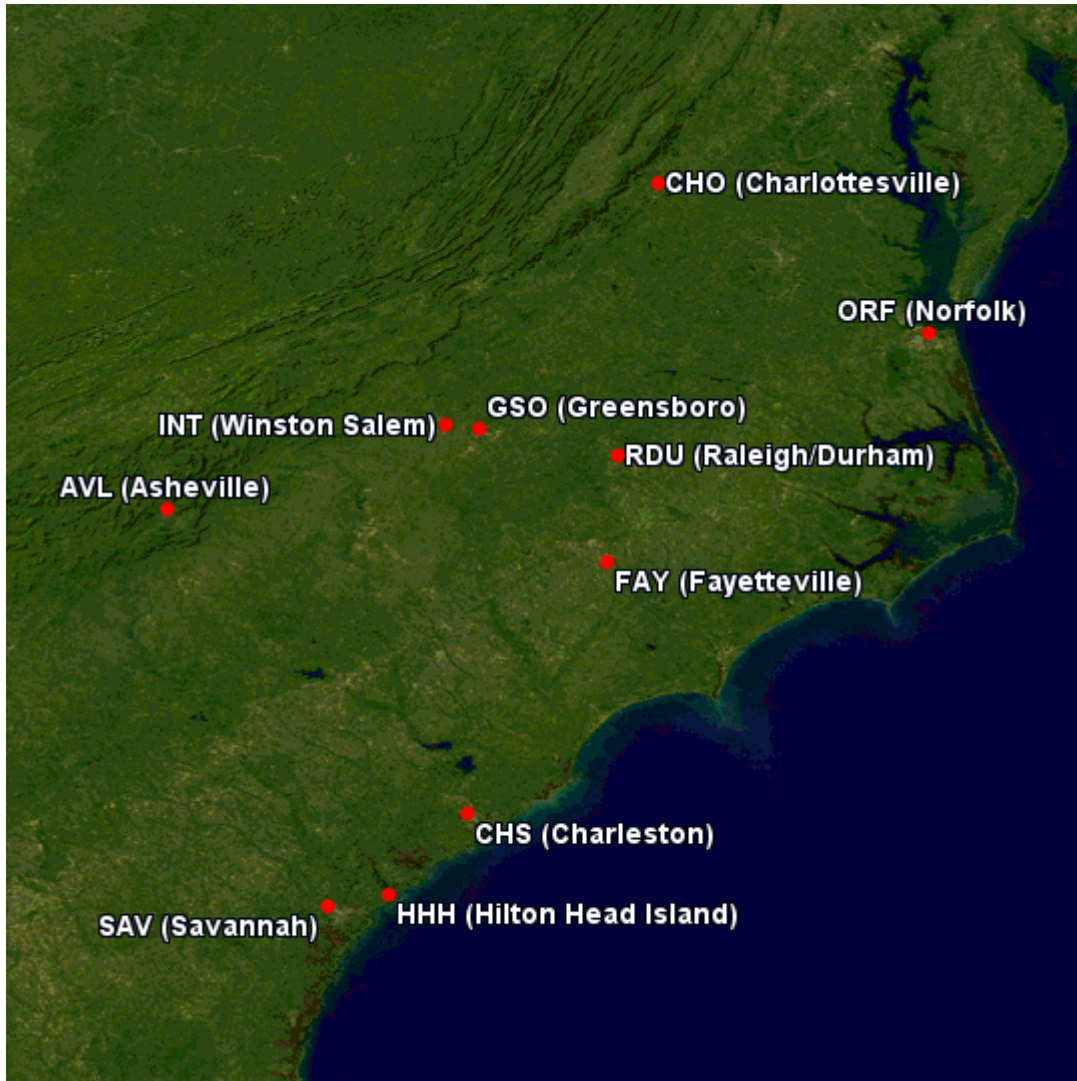 CHO (Charlottesville)
ORF (Norfolk)
GSO (Greensboro)
INT (Winston Salem)
RDU (Raleigh/Durham)
AVL (Asheville)
FAY (Fayetteville)
CHS (Charleston)
HHH (Hilton Head Island)
SAV (Savannah)